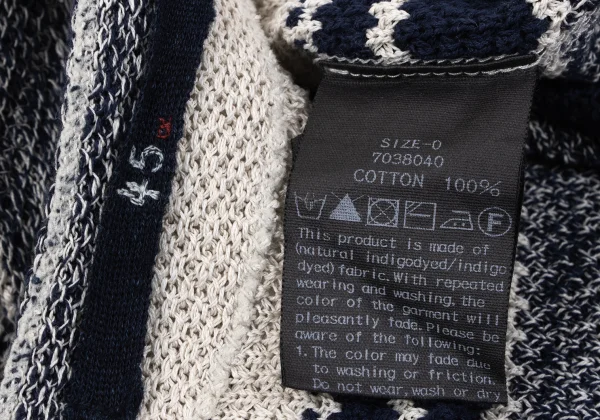 45R
SIZE-0
7038040
COTTON 100%
F
This product is made of
(natural indigodyed/indigo
dyed) fabric. With repeated
wearing and washing, the
color of the garment will
pleasantly fade. Please be
aware of the following:
1. The color may fade due
to washing or friction.
Do not wear, wash or dry